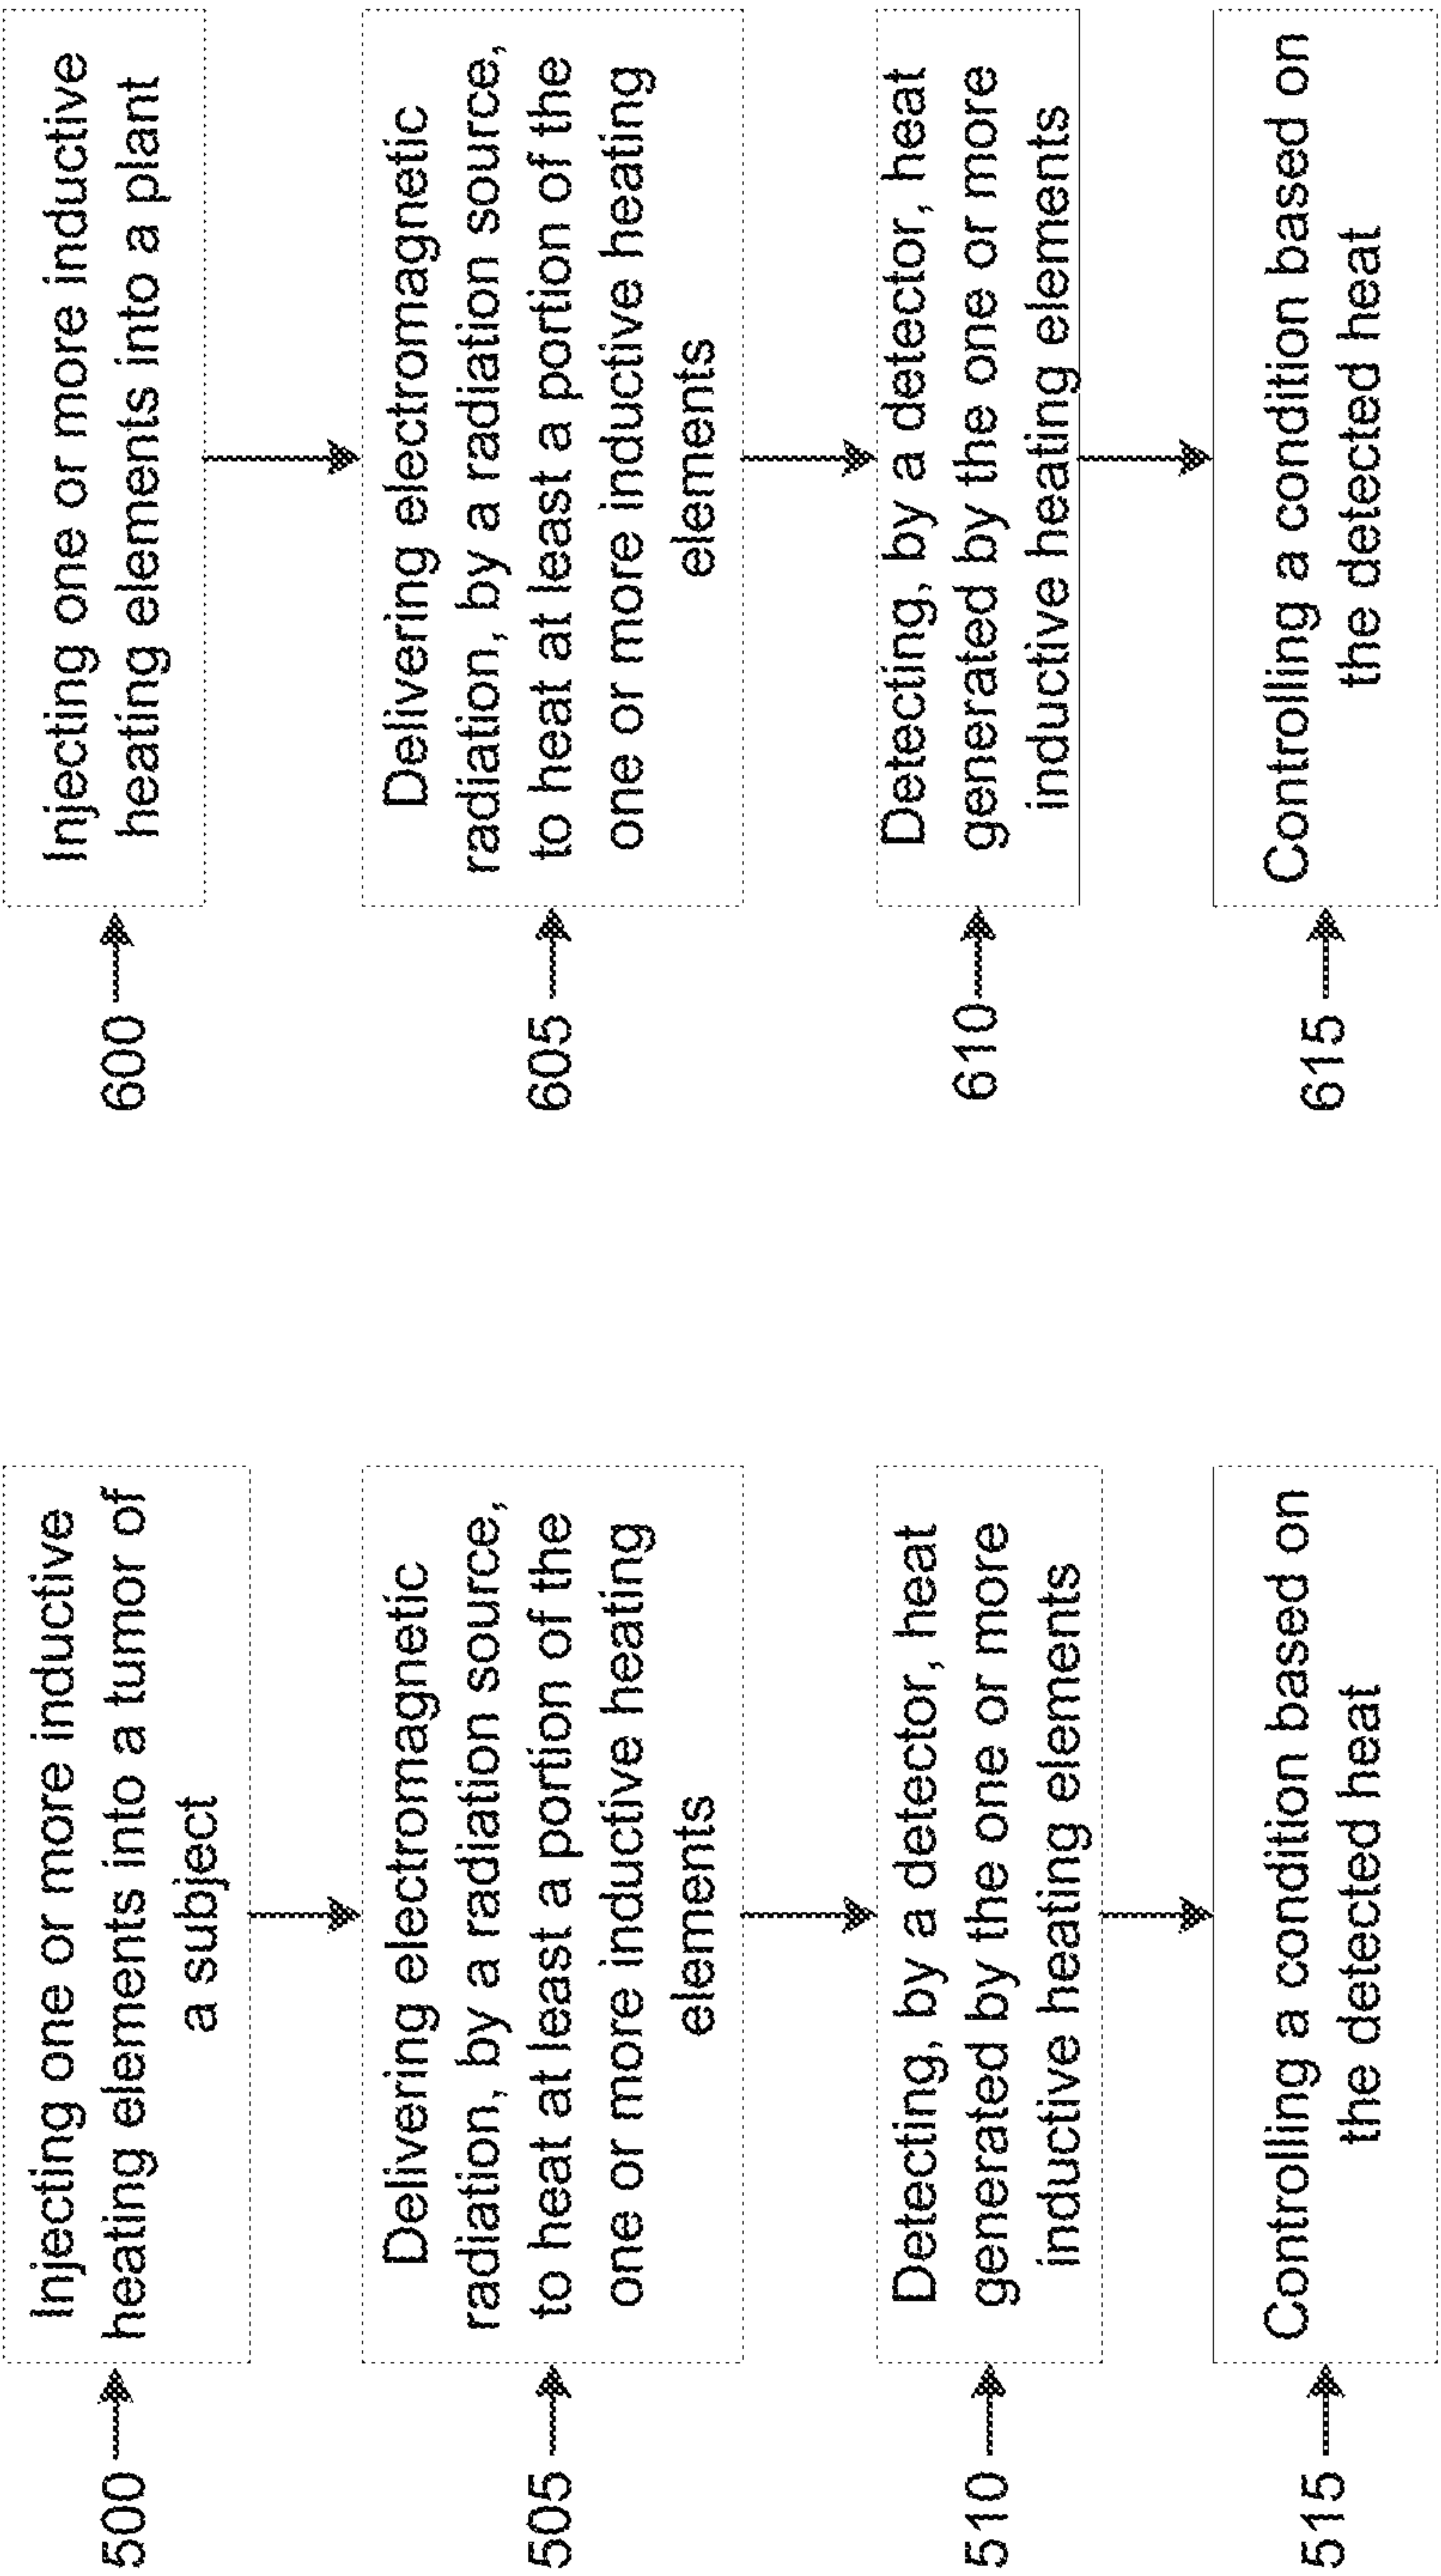 500
Injecting one or more inductive
heating elements into a tumor of
a subject
505
Delivering electromagnetic
radiation, by a radiation source,
to heat at least a portion of the
one or more inductive heating
elements
510
Detecting, by a detector, heat
generated by the one or more
inductive heating elements
515
Controlling a condition based on
the detected heat
600
Injecting one or more inductive
heating elements into a plant
605
Delivering electromagnetic
radiation, by a radiation source,
to heat at least a portion of the
one or more inductive heating
elements
610
Detecting, by a detector, heat
generated by the one or more
inductive heating elements
615
Controlling a condition based on
the detected heat